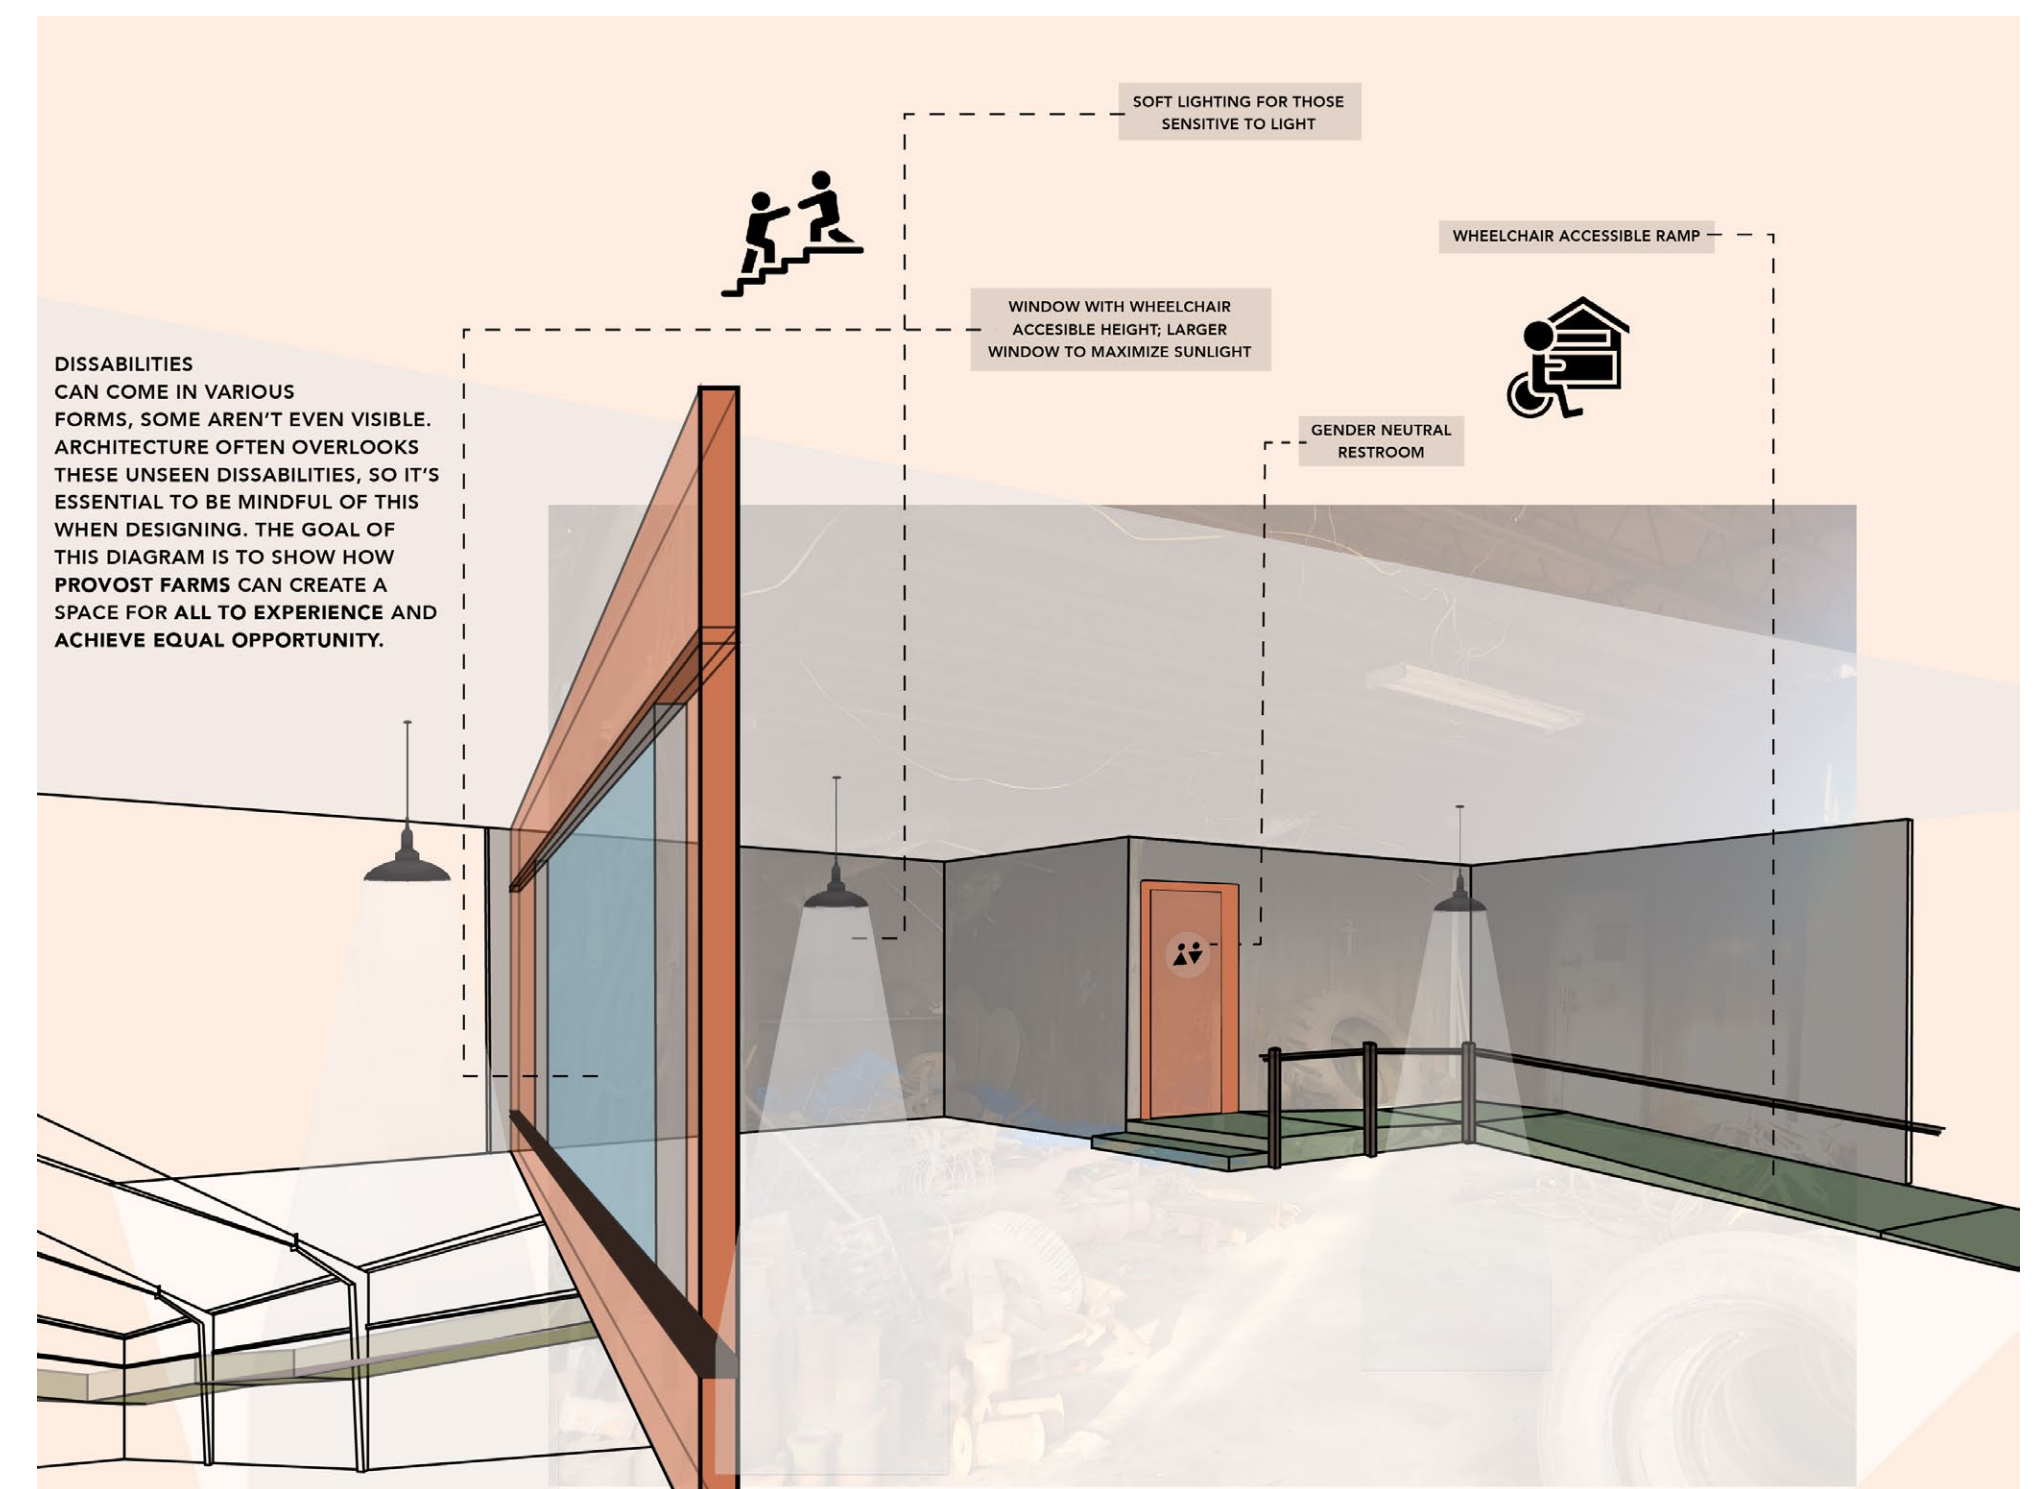 SOFT LIGHTING FOR THOSE
SENSITIVE TO LIGHT
WHEELCHAIR ACCESSIBLE RAMP
WINDOW WITH WHEELCHAIR
ACCESIBLE HEIGHT; LARGER
WINDOW TO MAXIMIZE SUNLIGHT
GENDER NEUTRAL
RESTROOM
DISSABILITIES
CAN COME IN VARIOUS
FORMS, SOME AREN'T EVEN VISIBLE.
ARCHITECTURE OFTEN OVERLOOKS
THESE UNSEEN DISSABILITIES, SO IT'S
ESSENTIAL TO BE MINDFUL OF THIS
WHEN DESIGNING. THE GOAL OF
THIS DIAGRAM IS TO SHOW HOW
PROVOST FARMS CAN CREATE A
SPACE FOR ALL TO EXPERIENCE AND
ACHIEVE EQUAL OPPORTUNITY.